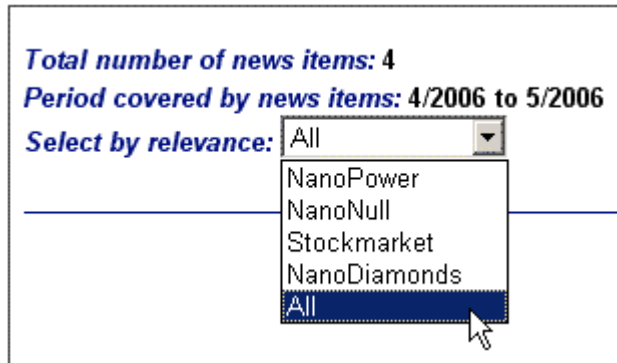 Total number of news items: 4
Period covered by news items: 4/2006 to 5/2006
Select by relevance: All
NanoPower
NanoNull
Stockmarket
NanoDiamonds
All